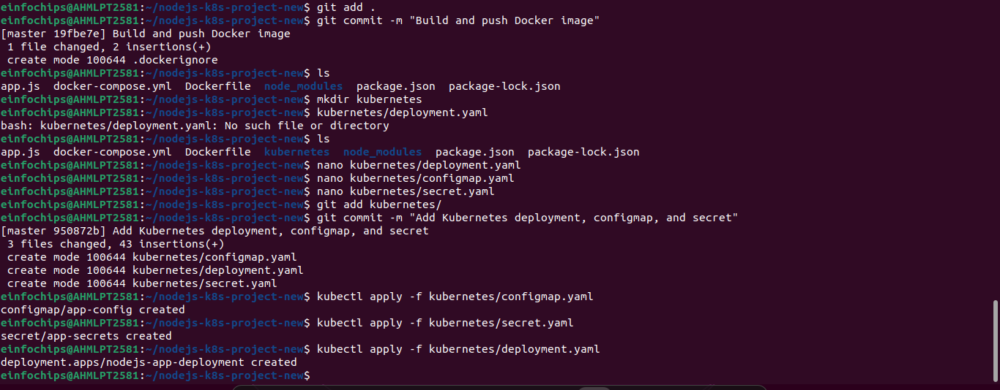 einfochips@AHMLPT2581:~/nodejs-k8s-project-new$ git add .
einfochips@AHMLPT2581:~/nodejs-k8s-project-new$ git commit -m "Build and push Docker image"
[master 19fbe7e] Build and push Docker image
 1 file changed, 2 insertions(+)
 create mode 100644 .dockerignore
einfochips@AHMLPT2581:~/nodejs-k8s-project-new$ ls
app.js  docker-compose.yml  Dockerfile  node_modules  package.json  package-lock.json
einfochips@AHMLPT2581:~/nodejs-k8s-project-new$ mkdir kubernetes
einfochips@AHMLPT2581:~/nodejs-k8s-project-new$ kubernetes/deployment.yaml
bash: kubernetes/deployment.yaml: No such file or directory
einfochips@AHMLPT2581:~/nodejs-k8s-project-new$ ls
app.js  docker-compose.yml  Dockerfile  kubernetes  node_modules  package.json  package-lock.json
einfochips@AHMLPT2581:~/nodejs-k8s-project-new$ nano kubernetes/deployment.yaml
einfochips@AHMLPT2581:~/nodejs-k8s-project-new$ nano kubernetes/configmap.yaml
einfochips@AHMLPT2581:~/nodejs-k8s-project-new$ nano kubernetes/secret.yaml
einfochips@AHMLPT2581:~/nodejs-k8s-project-new$ git add kubernetes/
einfochips@AHMLPT2581:~/nodejs-k8s-project-new$ git commit -m "Add Kubernetes deployment, configmap, and secret"
[master 950872b] Add Kubernetes deployment, configmap, and secret
 3 files changed, 43 insertions(+)
 create mode 100644 kubernetes/configmap.yaml
 create mode 100644 kubernetes/deployment.yaml
 create mode 100644 kubernetes/secret.yaml
einfochips@AHMLPT2581:~/nodejs-k8s-project-new$ kubectl apply -f kubernetes/configmap.yaml
configmap/app-config created
einfochips@AHMLPT2581:~/nodejs-k8s-project-new$ kubectl apply -f kubernetes/secret.yaml
secret/app-secrets created
einfochips@AHMLPT2581:~/nodejs-k8s-project-new$ kubectl apply -f kubernetes/deployment.yaml
deployment.apps/nodejs-app-deployment created
einfochips@AHMLPT2581:~/nodejs-k8s-project-new$